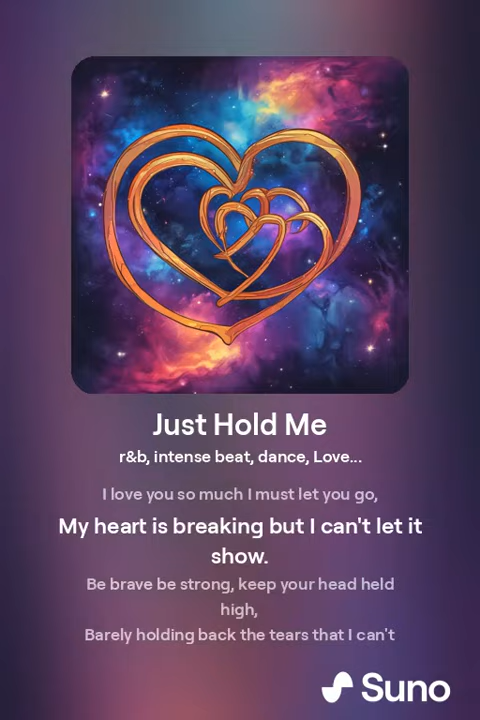 Just Hold Me
r&b, intense beat, dance, Love...
I love you so much I must let you go,
My heart is breaking but I can't let it
show.
Be brave be strong, keep your head held
high,
Barely holding back the tears that I can't
Suno